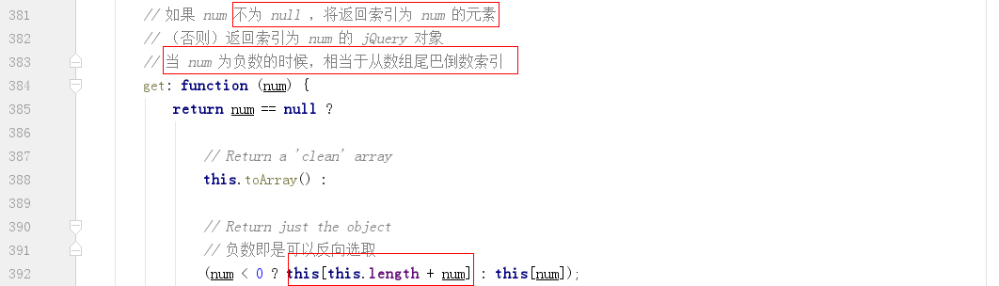 381 // 如果 num 不为 null ，将返回索引为 num 的元素
382 // （否则）返回索引为 num 的 jQuery 对象
383 // 当 num 为负数的时候，相当于从数组尾巴倒数索引
384 get: function (num) {
385 return num == null ?
386
387 // Return a 'clean' array
388 this.toArray() :
389
390 // Return just the object
391 // 负数即是可以反向选取
392 (num < 0 ? this[this.length + num] : this[num]);